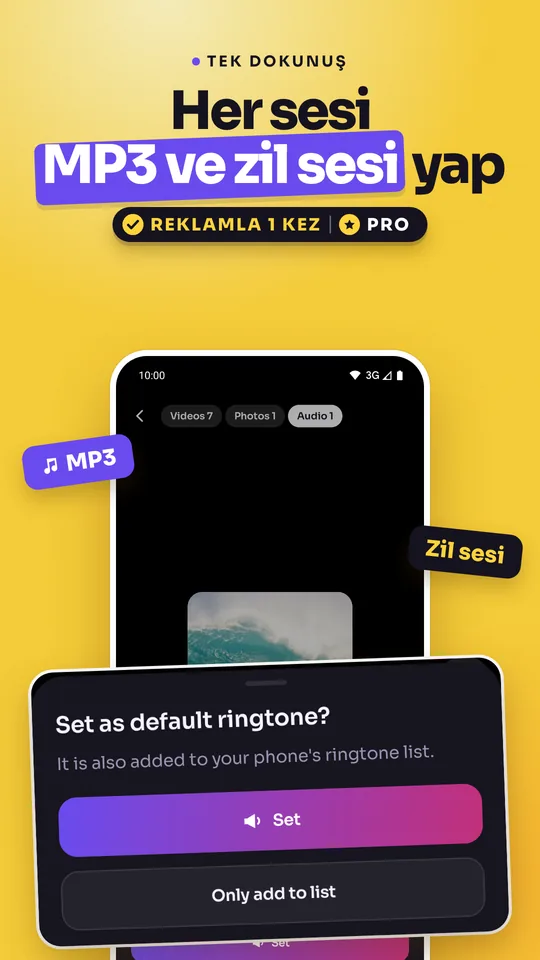 TEK DOKUNUŞ
Her sesi
MP3 ve zil sesi yap
REKLAMLA 1 KEZ | PRO
10:00 3G
Videos 7 Photos 1 Audio 1
MP3
Zil sesi
Set as default ringtone?
It is also added to your phone's ringtone list.
Set
Only add to list
Set